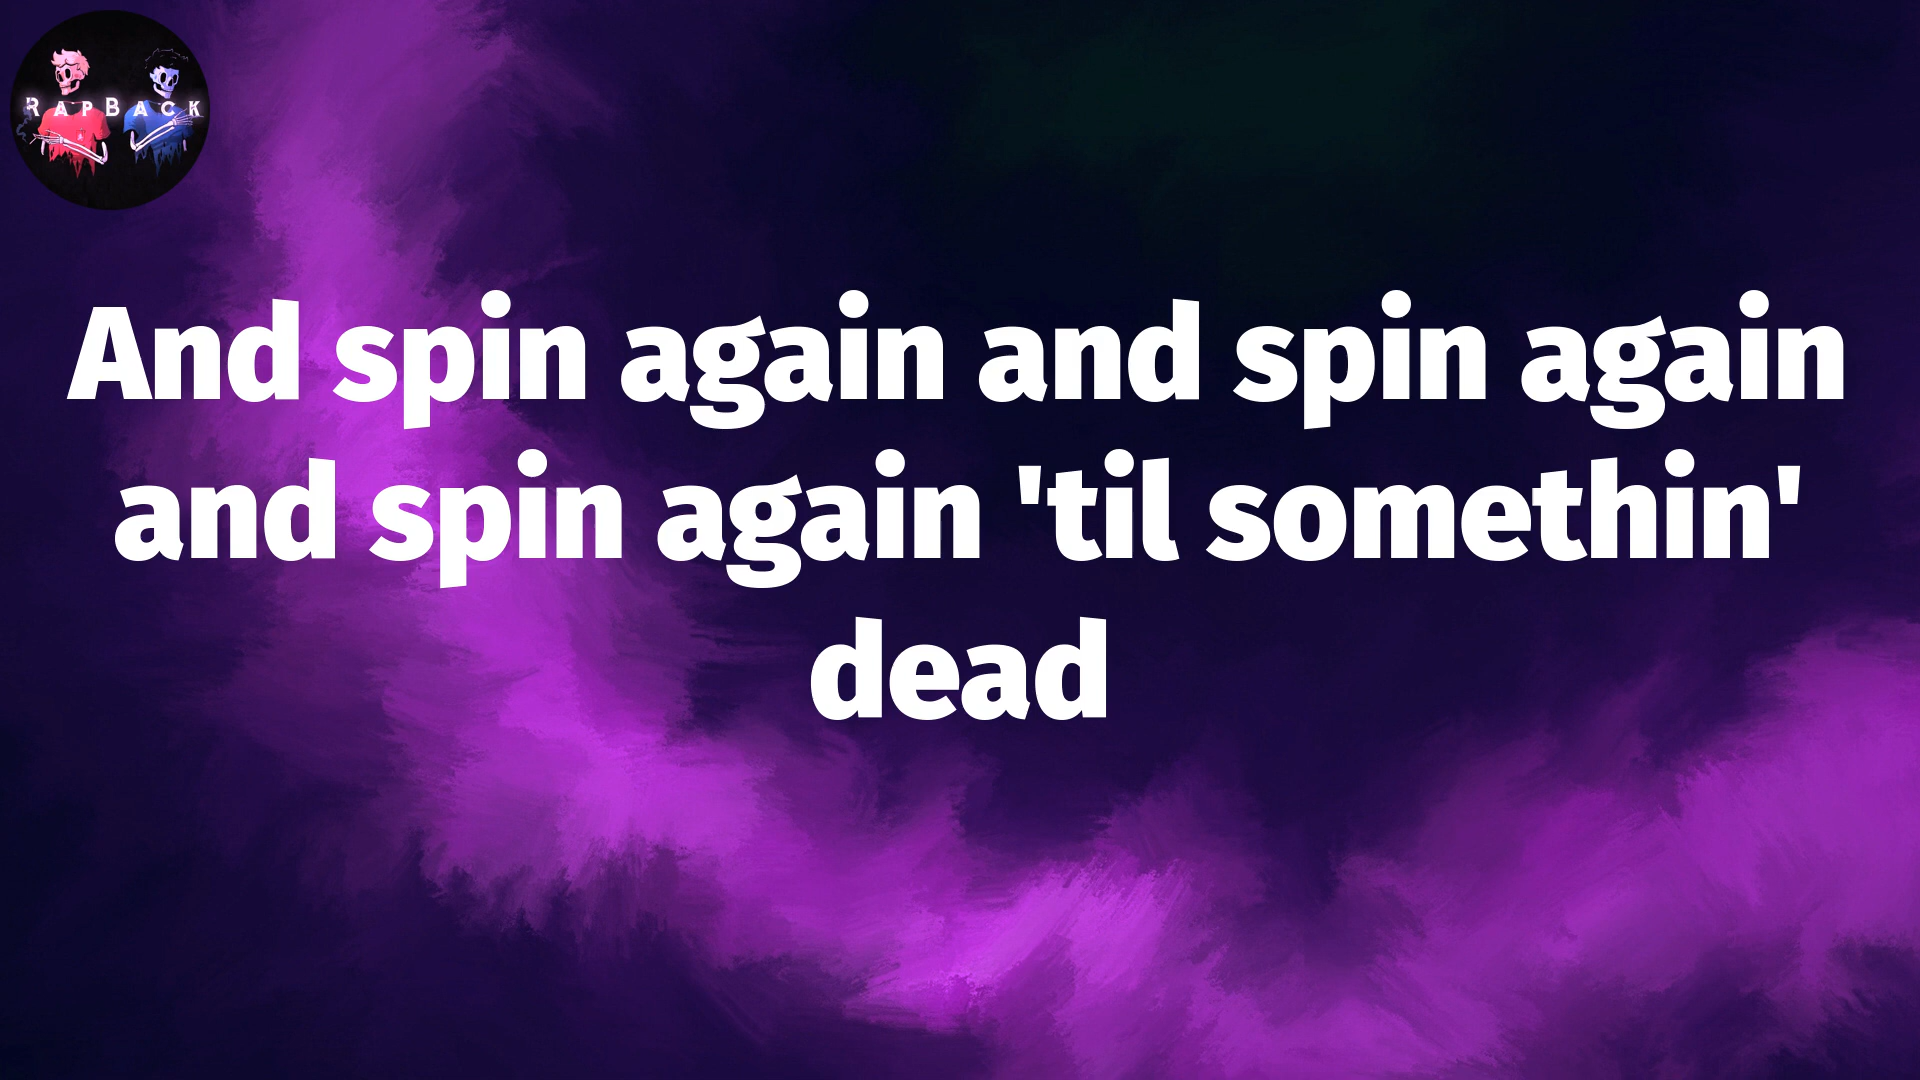 RapBack
And spin again and spin again
and spin again 'til somethin'
dead